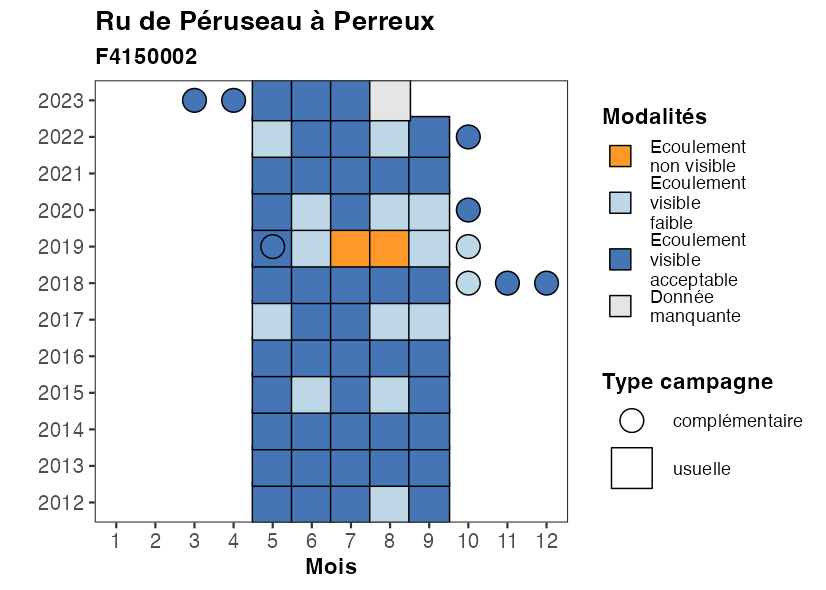 Ru de Péruseau à Perreux
F4150002
2023
2022
2021
2020
2019
2018
2017
2016
2015
2014
2013
2012
1 2 3 4 5 6 7 8 9 10 11 12
Mois
Modalités
Ecoulement
non visible
Ecoulement
visible
faible
Ecoulement
visible
acceptable
Donnée
manquante
Type campagne
complémentaire
usuelle